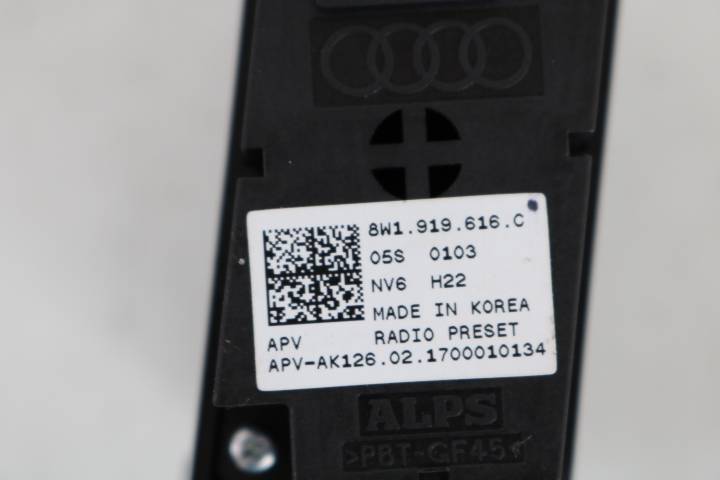 8W1.919.616.C
05S 0103
NV6 H22
MADE IN KOREA
APV RADIO PRESET
APV-AK126.02.1700010134
ALPS
>PBT-GF45<